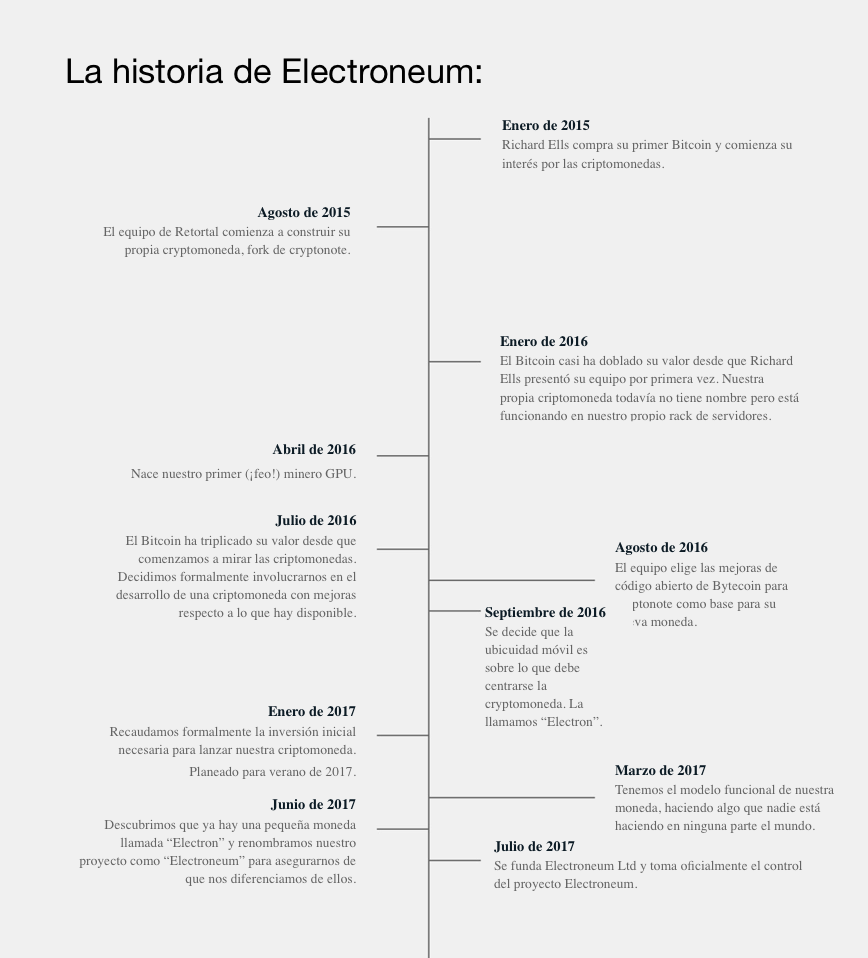 La historia de Electroneum:
Enero de 2015
Richard Ells compra su primer Bitcoin y comienza su
interés por las criptomonedas.
Agosto de 2015
El equipo de Retortal comienza a construir su
propia cryptomoneda, fork de cryptonote.
Enero de 2016
El Bitcoin casi ha doblado su valor desde que Richard
Ells presentó su equipo por primera vez. Nuestra
propia criptomoneda todavía no tiene nombre pero está
funcionando en nuestro propio rack de servidores.
Abril de 2016
Nace nuestro primer (¡feo!) minero GPU.
Julio de 2016
El Bitcoin ha triplicado su valor desde que
comenzamos a mirar las criptomonedas.
Decidimos formalmente involucrarnos en el
desarrollo de una criptomoneda con mejoras
respecto a lo que hay disponible.
Agosto de 2016
El equipo elige las mejoras de
código abierto de Bytecoin para
ptonote como base para su
va moneda.
Septiembre de 2016
Se decide que la
ubicuidad móvil es
sobre lo que debe
centrarse la
cryptomoneda. La
llamamos “Electron”.
Enero de 2017
Recaudamos formalmente la inversión inicial
necesaria para lanzar nuestra criptomoneda.
Planeado para verano de 2017.
Marzo de 2017
Tenemos el modelo funcional de nuestra
moneda, haciendo algo que nadie está
haciendo en ninguna parte el mundo.
Junio de 2017
Descubrimos que ya hay una pequeña moneda
llamada “Electron” y renombramos nuestro
proyecto como “Electroneum” para asegurarnos de
que nos diferenciamos de ellos.
Julio de 2017
Se funda Electroneum Ltd y toma oficialmente el control
del proyecto Electroneum.